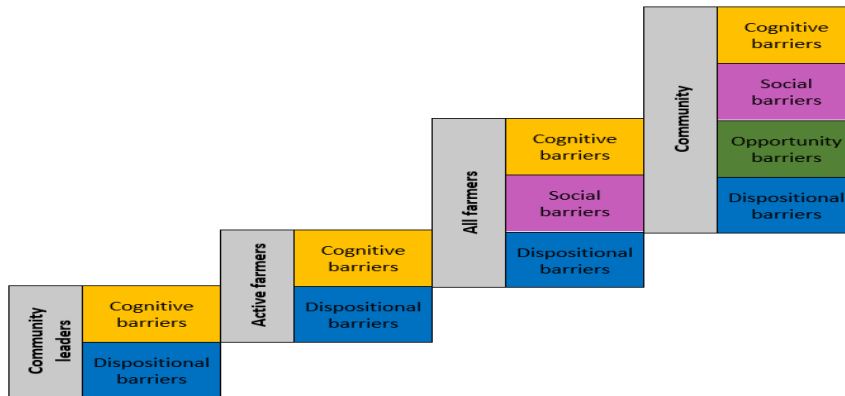 Community
leaders
Cognitive
barriers
Dispositional
barriers
Active farmers
Cognitive
barriers
Dispositional
barriers
All farmers
Cognitive
barriers
Social
barriers
Dispositional
barriers
Community
Cognitive
barriers
Social
barriers
Opportunity
barriers
Dispositional
barriers